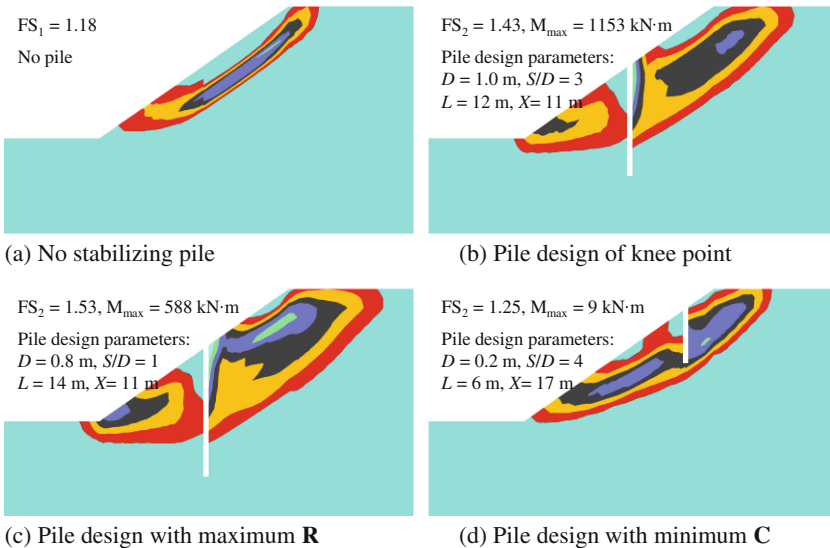 FS₁ = 1.18
No pile
(a) No stabilizing pile
FS₂ = 1.43, Mmax = 1153 kN·m
Pile design parameters:
D = 1.0 m, S/D = 3
L = 12 m, X= 11 m
(b) Pile design of knee point
FS₂ = 1.53, Mmax = 588 kN·m
Pile design parameters:
D = 0.8 m, S/D = 1
L = 14 m, X= 11 m
(c) Pile design with maximum R
FS₂ = 1.25, Mmax = 9 kN·m
Pile design parameters:
D = 0.2 m, S/D = 4
L = 6 m, X= 17 m
(d) Pile design with minimum C